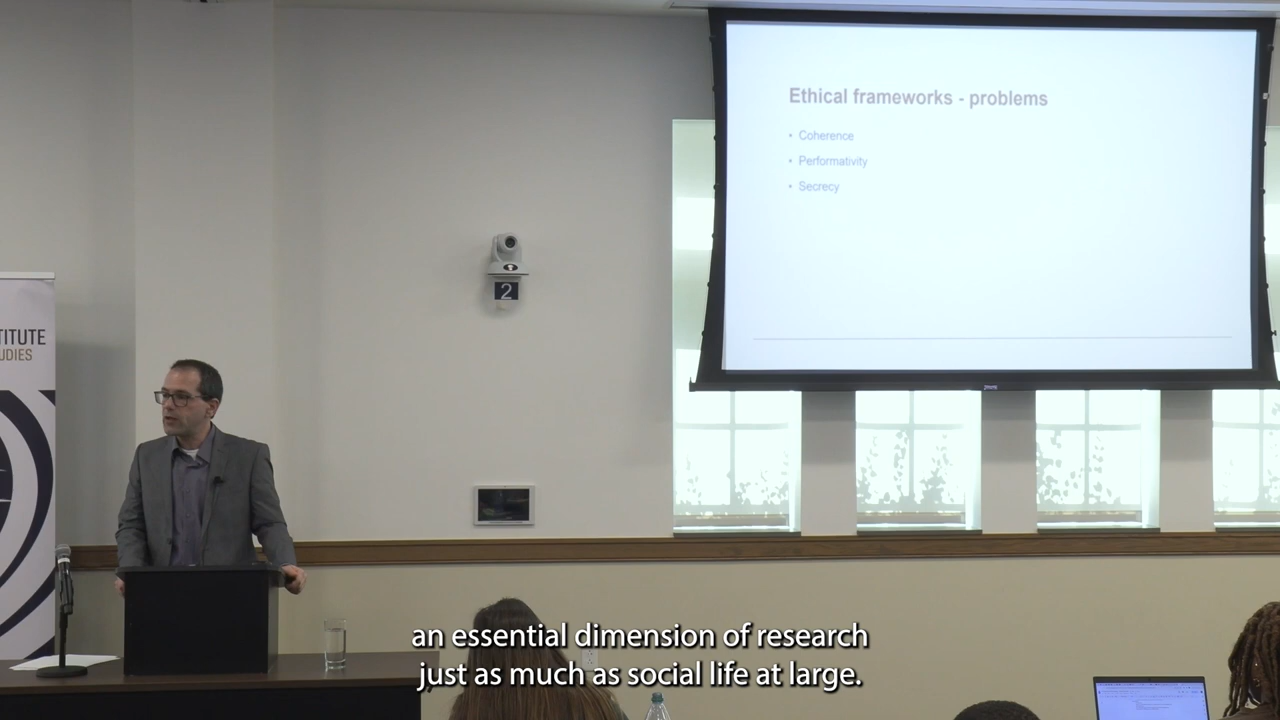 Ethical frameworks - problems
• Coherence
• Performativity
• Secrecy
2
TITUTE
UDIES
an essential dimension of research
just as much as social life at large.